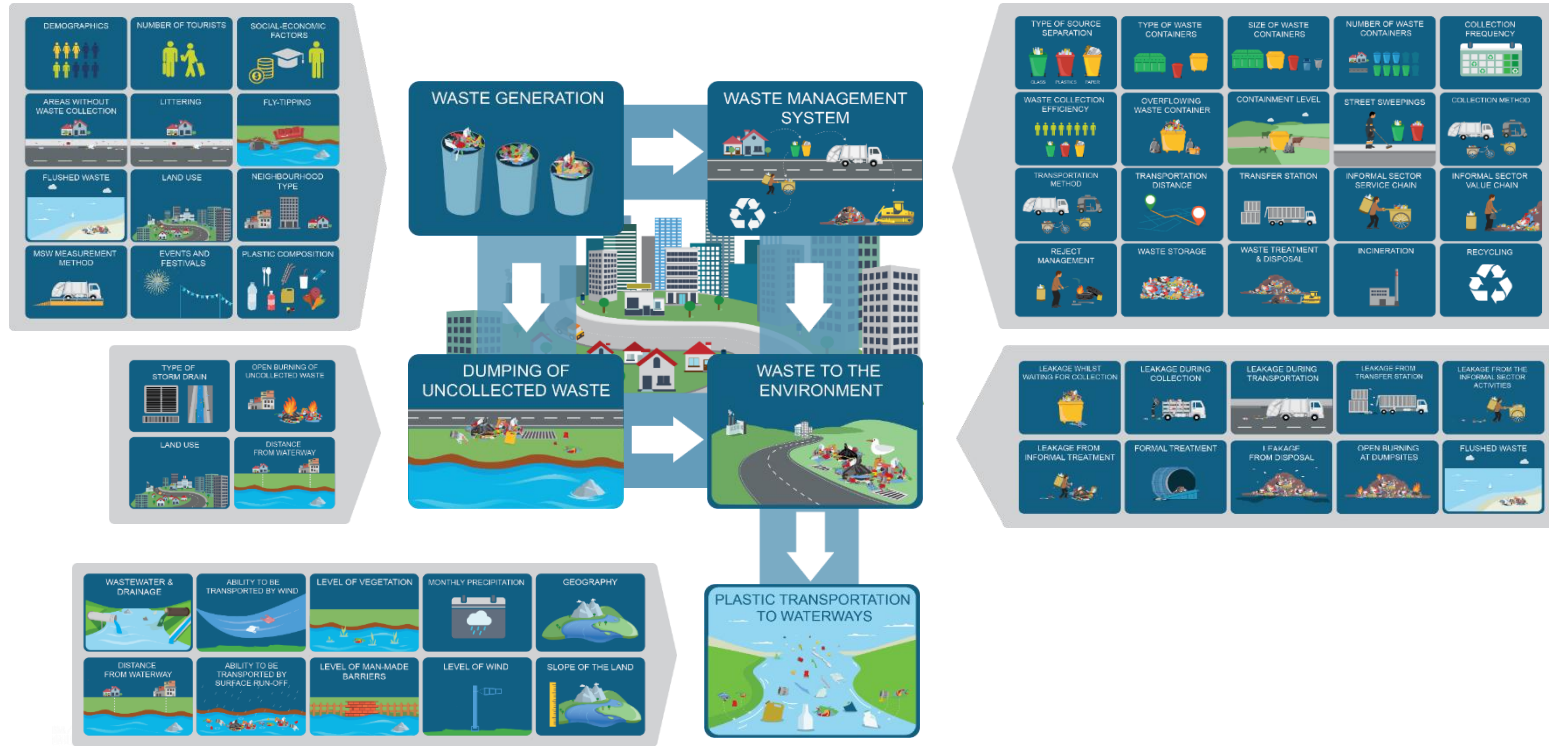 DEMOGRAPHICS
NUMBER OF TOURISTS
SOCIAL-ECONOMIC
FACTORS
AREAS WITHOUT
WASTE COLLECTION
LITTERING
FLY-TIPPING
FLUSHED WASTE
LAND USE
NEIGHBOURHOOD
TYPE
MSW MEASUREMENT
METHOD
EVENTS AND
FESTIVALS
PLASTIC COMPOSITION
WASTE GENERATION
WASTE MANAGEMENT
SYSTEM
TYPE OF SOURCE
SEPARATION
GLASS
PLASTICS
PAPER
TYPE OF WASTE
CONTAINERS
SIZE OF WASTE
CONTAINERS
NUMBER OF WASTE
CONTAINERS
COLLECTION
FREQUENCY
WASTE COLLECTION
EFFICIENCY
OVERFLOWING
WASTE CONTAINER
CONTAINMENT LEVEL
STREET SWEEPINGS
COLLECTION METHOD
TRANSPORTATION
METHOD
TRANSPORTATION
DISTANCE
TRANSFER STATION
INFORMAL SECTOR
SERVICE CHAIN
INFORMAL SECTOR
VALUE CHAIN
REJECT
MANAGEMENT
WASTE STORAGE
WASTE TREATMENT
& DISPOSAL
INCINERATION
RECYCLING
TYPE OF
STORM DRAIN
OPEN BURNING OF
UNCOLLECTED WASTE
LAND USE
DISTANCE
FROM WATERWAY
DUMPING OF
UNCOLLECTED WASTE
WASTE TO THE
ENVIRONMENT
LEAKAGE WHILST
WAITING FOR COLLECTION
LEAKAGE DURING
COLLECTION
LEAKAGE DURING
TRANSPORTATION
LEAKAGE FROM
TRANSFER STATION
LEAKAGE FROM THE
INFORMAL SECTOR
ACTIVITIES
LEAKAGE FROM
INFORMAL TREATMENT
FORMAL TREATMENT
LEAKAGE
FROM DISPOSAL
OPEN BURNING
AT DUMPSITES
FLUSHED WASTE
WASTEWATER &
DRAINAGE
ABILITY TO BE
TRANSPORTED BY WIND
LEVEL OF VEGETATION
MONTHLY PRECIPITATION
GEOGRAPHY
DISTANCE
FROM WATERWAY
ABILITY TO BE
TRANSPORTED BY
SURFACE RUN-OFF
LEVEL OF MAN-MADE
BARRIERS
LEVEL OF WIND
SLOPE OF THE LAND
PLASTIC TRANSPORTATION
TO WATERWAYS